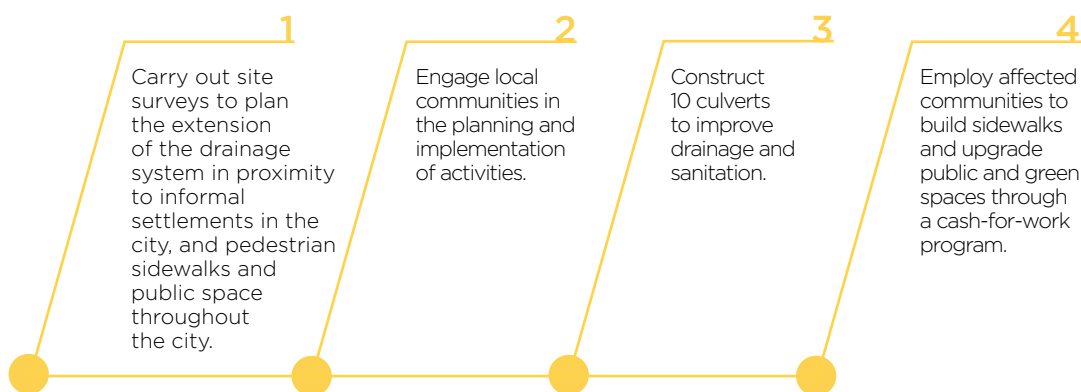 1
Carry out site
surveys to plan
the extension
of the drainage
system in proximity
to informal
settlements in the
city, and pedestrian
sidewalks and
public space
throughout
the city.
2
Engage local
communities in
the planning and
implementation
of activities.
3
Construct
10 culverts
to improve
drainage and
sanitation.
4
Employ affected
communities to
build sidewalks
and upgrade
public and green
spaces through
a cash-for-work
program.